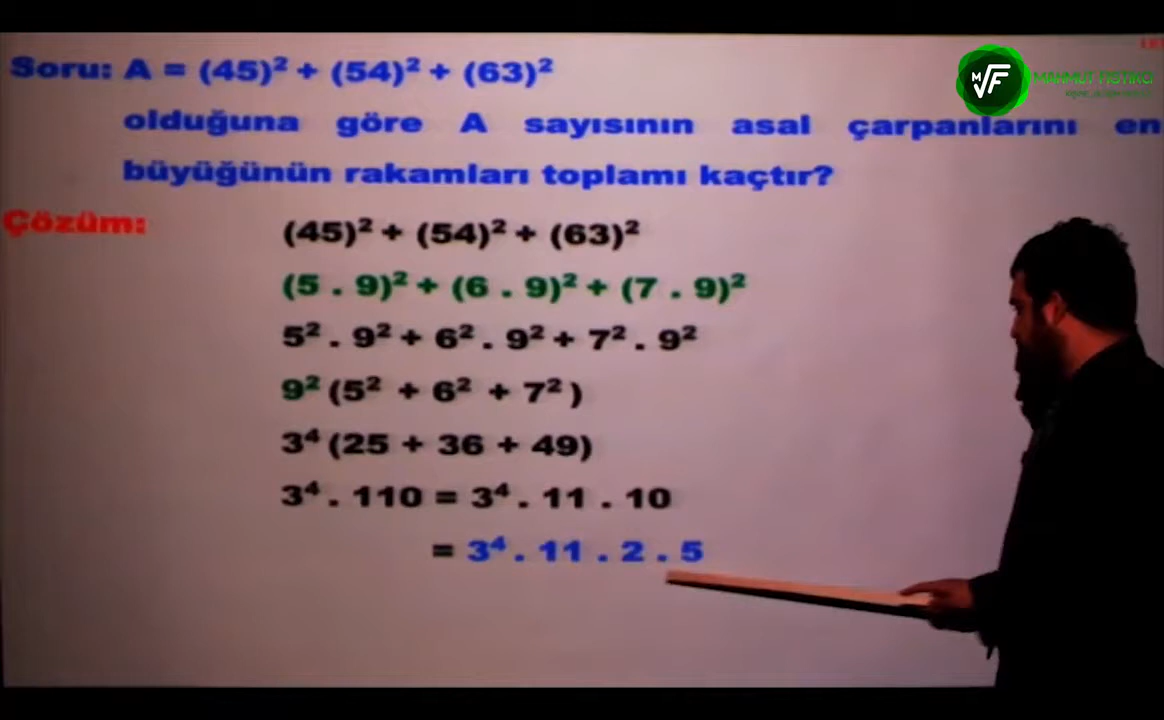 Soru: A = (45)² + (54)² + (63)²
olduğuna göre A sayısının asal çarpanlarını en
büyüğünün rakamları toplamı kaçtır?
Çözüm:
(45)² + (54)² + (63)²
(5 . 9)² + (6 . 9)² + (7 . 9)²
5² . 9² + 6² . 9² + 7² . 9²
9² (5² + 6² + 7² )
3⁴ (25 + 36 + 49)
3⁴ . 110 = 3⁴ . 11 . 10
= 3⁴ . 11 . 2 . 5
M√F
MAHMUT